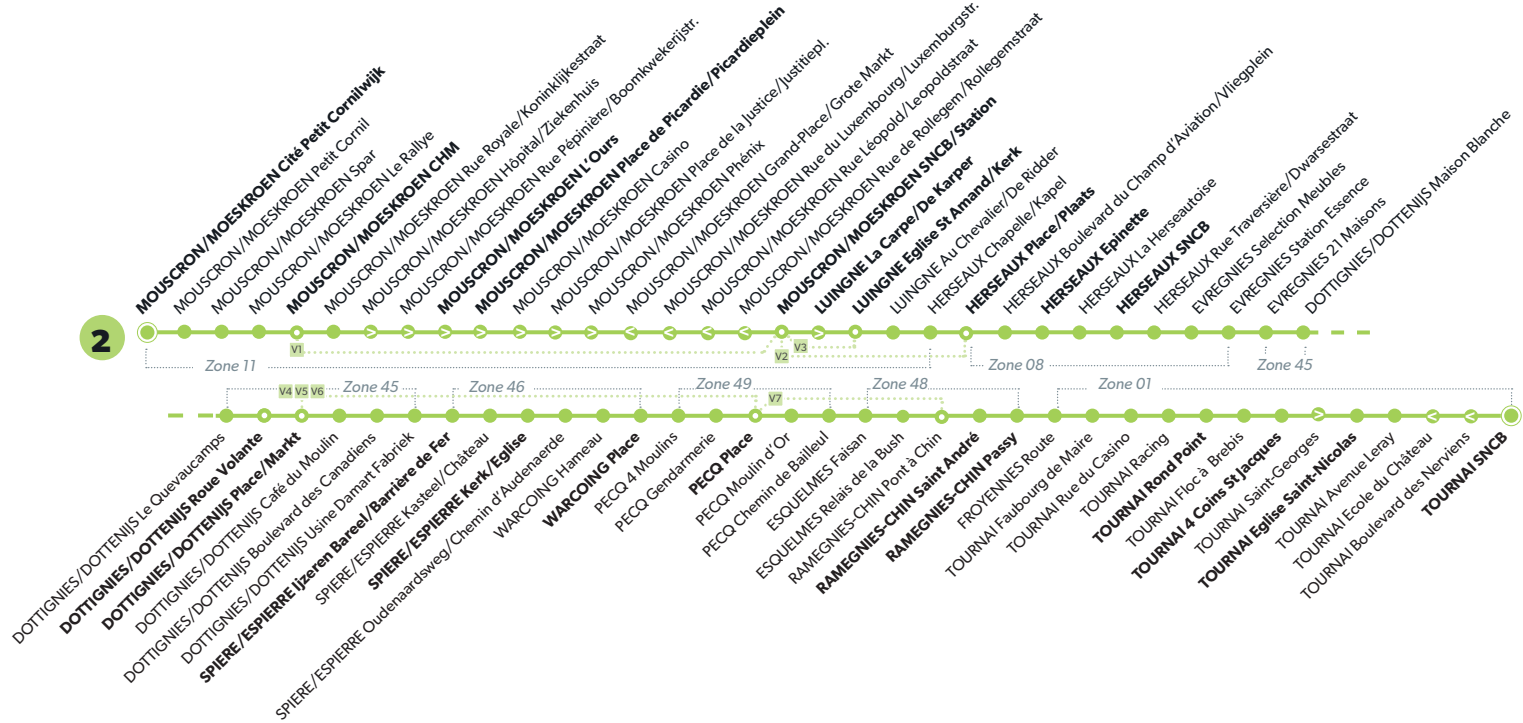 MOUSCRON/MOESKROEN Cité Petit Cornilwijk
MOUSCRON/MOESKROEN Petit Cornil
MOUSCRON/MOESKROEN Spar
MOUSCRON/MOESKROEN Le Rallye
MOUSCRON/MOESKROEN CHM
MOUSCRON/MOESKROEN Rue Royale/Koninklijkestraat
MOUSCRON/MOESKROEN Hôpital/Ziekenhuis
MOUSCRON/MOESKROEN Rue Pépinière/Boomkwekerijstr.
MOUSCRON/MOESKROEN L'Ours
MOUSCRON/MOESKROEN Place de Picardie/Picardieplein
MOUSCRON/MOESKROEN Casino
MOUSCRON/MOESKROEN Place de la Justice/Justitiepl.
MOUSCRON/MOESKROEN Phénix
MOUSCRON/MOESKROEN Grand-Place/Grote Markt
MOUSCRON/MOESKROEN Rue du Luxembourg/Luxemburgstr.
MOUSCRON/MOESKROEN Rue Léopold/Leopoldstraat
MOUSCRON/MOESKROEN Rue de Rollegem/Rollegemstraat
MOUSCRON/MOESKROEN SNCB/Station
LUINGNE La Carpe/De Karper
LUINGNE Eglise St Amand/Kerk
LUINGNE Au Chevalier/De Ridder
HERSEAUX Chapelle/Kapel
HERSEAUX Place/Plaats
HERSEAUX Boulevard du Champ d'Aviation/Vliegplein
HERSEAUX Epinette
HERSEAUX La Herseautoise
HERSEAUX SNCB
HERSEAUX Rue Traversière/Dwarsestraat
EVREGNIES Selection Meubles
EVREGNIES Station Essence
EVREGNIES 21 Maisons
DOTTIGNIES/DOTTENIJS Maison Blanche
2
V1
V2
V3
Zone 11
Zone 08
Zone 45
V4 V5 V6
Zone 45
Zone 46
Zone 49
V7
Zone 48
Zone 01
DOTTIGNIES/DOTTENIJS Le Quevaucamps
DOTTIGNIES/DOTTENIJS Roue Volante
DOTTIGNIES/DOTTENIJS Place/Markt
DOTTIGNIES/DOTTENIJS Café du Moulin
DOTTIGNIES/DOTTENIJS Boulevard des Canadiens
DOTTIGNIES/DOTTENIJS Usine Damart Fabriek
SPIERE/ESPIERRE Ijzeren Bareel/Barrière de Fer
SPIERE/ESPIERRE Kasteel/Château
SPIERE/ESPIERRE Kerk/Eglise
SPIERE/ESPIERRE Oudenaardsweg/Chemin d'Audenaerde
WARCOING Hameau
WARCOING Place
PECQ 4 Moulins
PECQ Gendarmerie
PECQ Place
PECQ Moulin d'Or
PECQ Chemin de Bailleul
ESQUELMES Faisan
ESQUELMES Relais de la Bush
RAMEGNIES-CHIN Pont à Chin
RAMEGNIES-CHIN Saint André
RAMEGNIES-CHIN Passy
FROYENNES Route
TOURNAI Faubourg de Maire
TOURNAI Rue du Casino
TOURNAI Racing
TOURNAI Rond Point
TOURNAI Floc à Brebis
TOURNAI 4 Coins St Jacques
TOURNAI Saint-Georges
TOURNAI Eglise Saint-Nicolas
TOURNAI Avenue Leray
TOURNAI Ecole du Château
TOURNAI Boulevard des Nerviens
TOURNAI SNCB